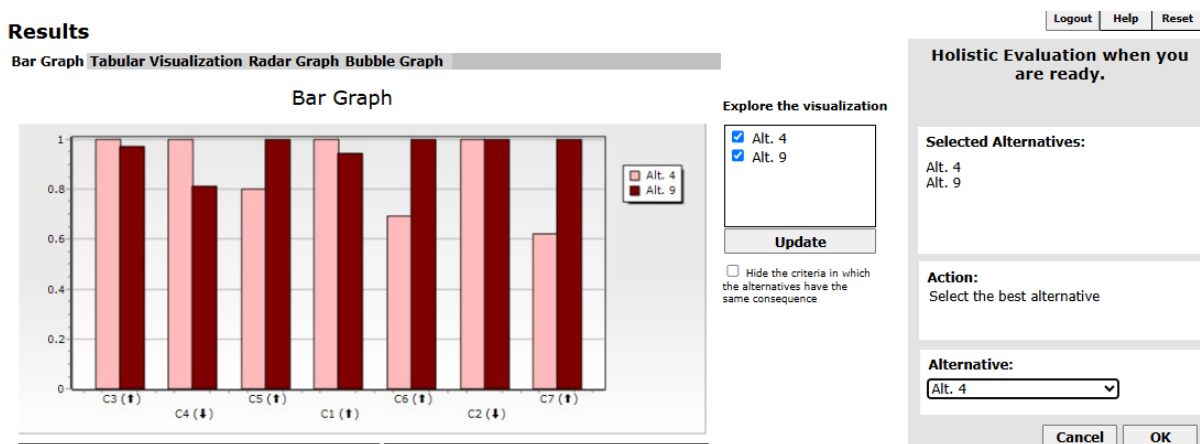 Logout Help Reset
Results
Bar Graph Tabular Visualization Radar Graph Bubble Graph
Bar Graph
1
0.8
0.6
0.4
0.2
0
C3 (⬆) C4 (⬇) C5 (⬆) C1 (⬆) C6 (⬆) C2 (⬇) C7 (⬆)
Alt. 4
Alt. 9
Explore the visualization
Alt. 4
Alt. 9
Update
Hide the criteria in which
the alternatives have the
same consequence
Holistic Evaluation when you
are ready.
Selected Alternatives:
Alt. 4
Alt. 9
Action:
Select the best alternative
Alternative:
Alt. 4
Cancel OK